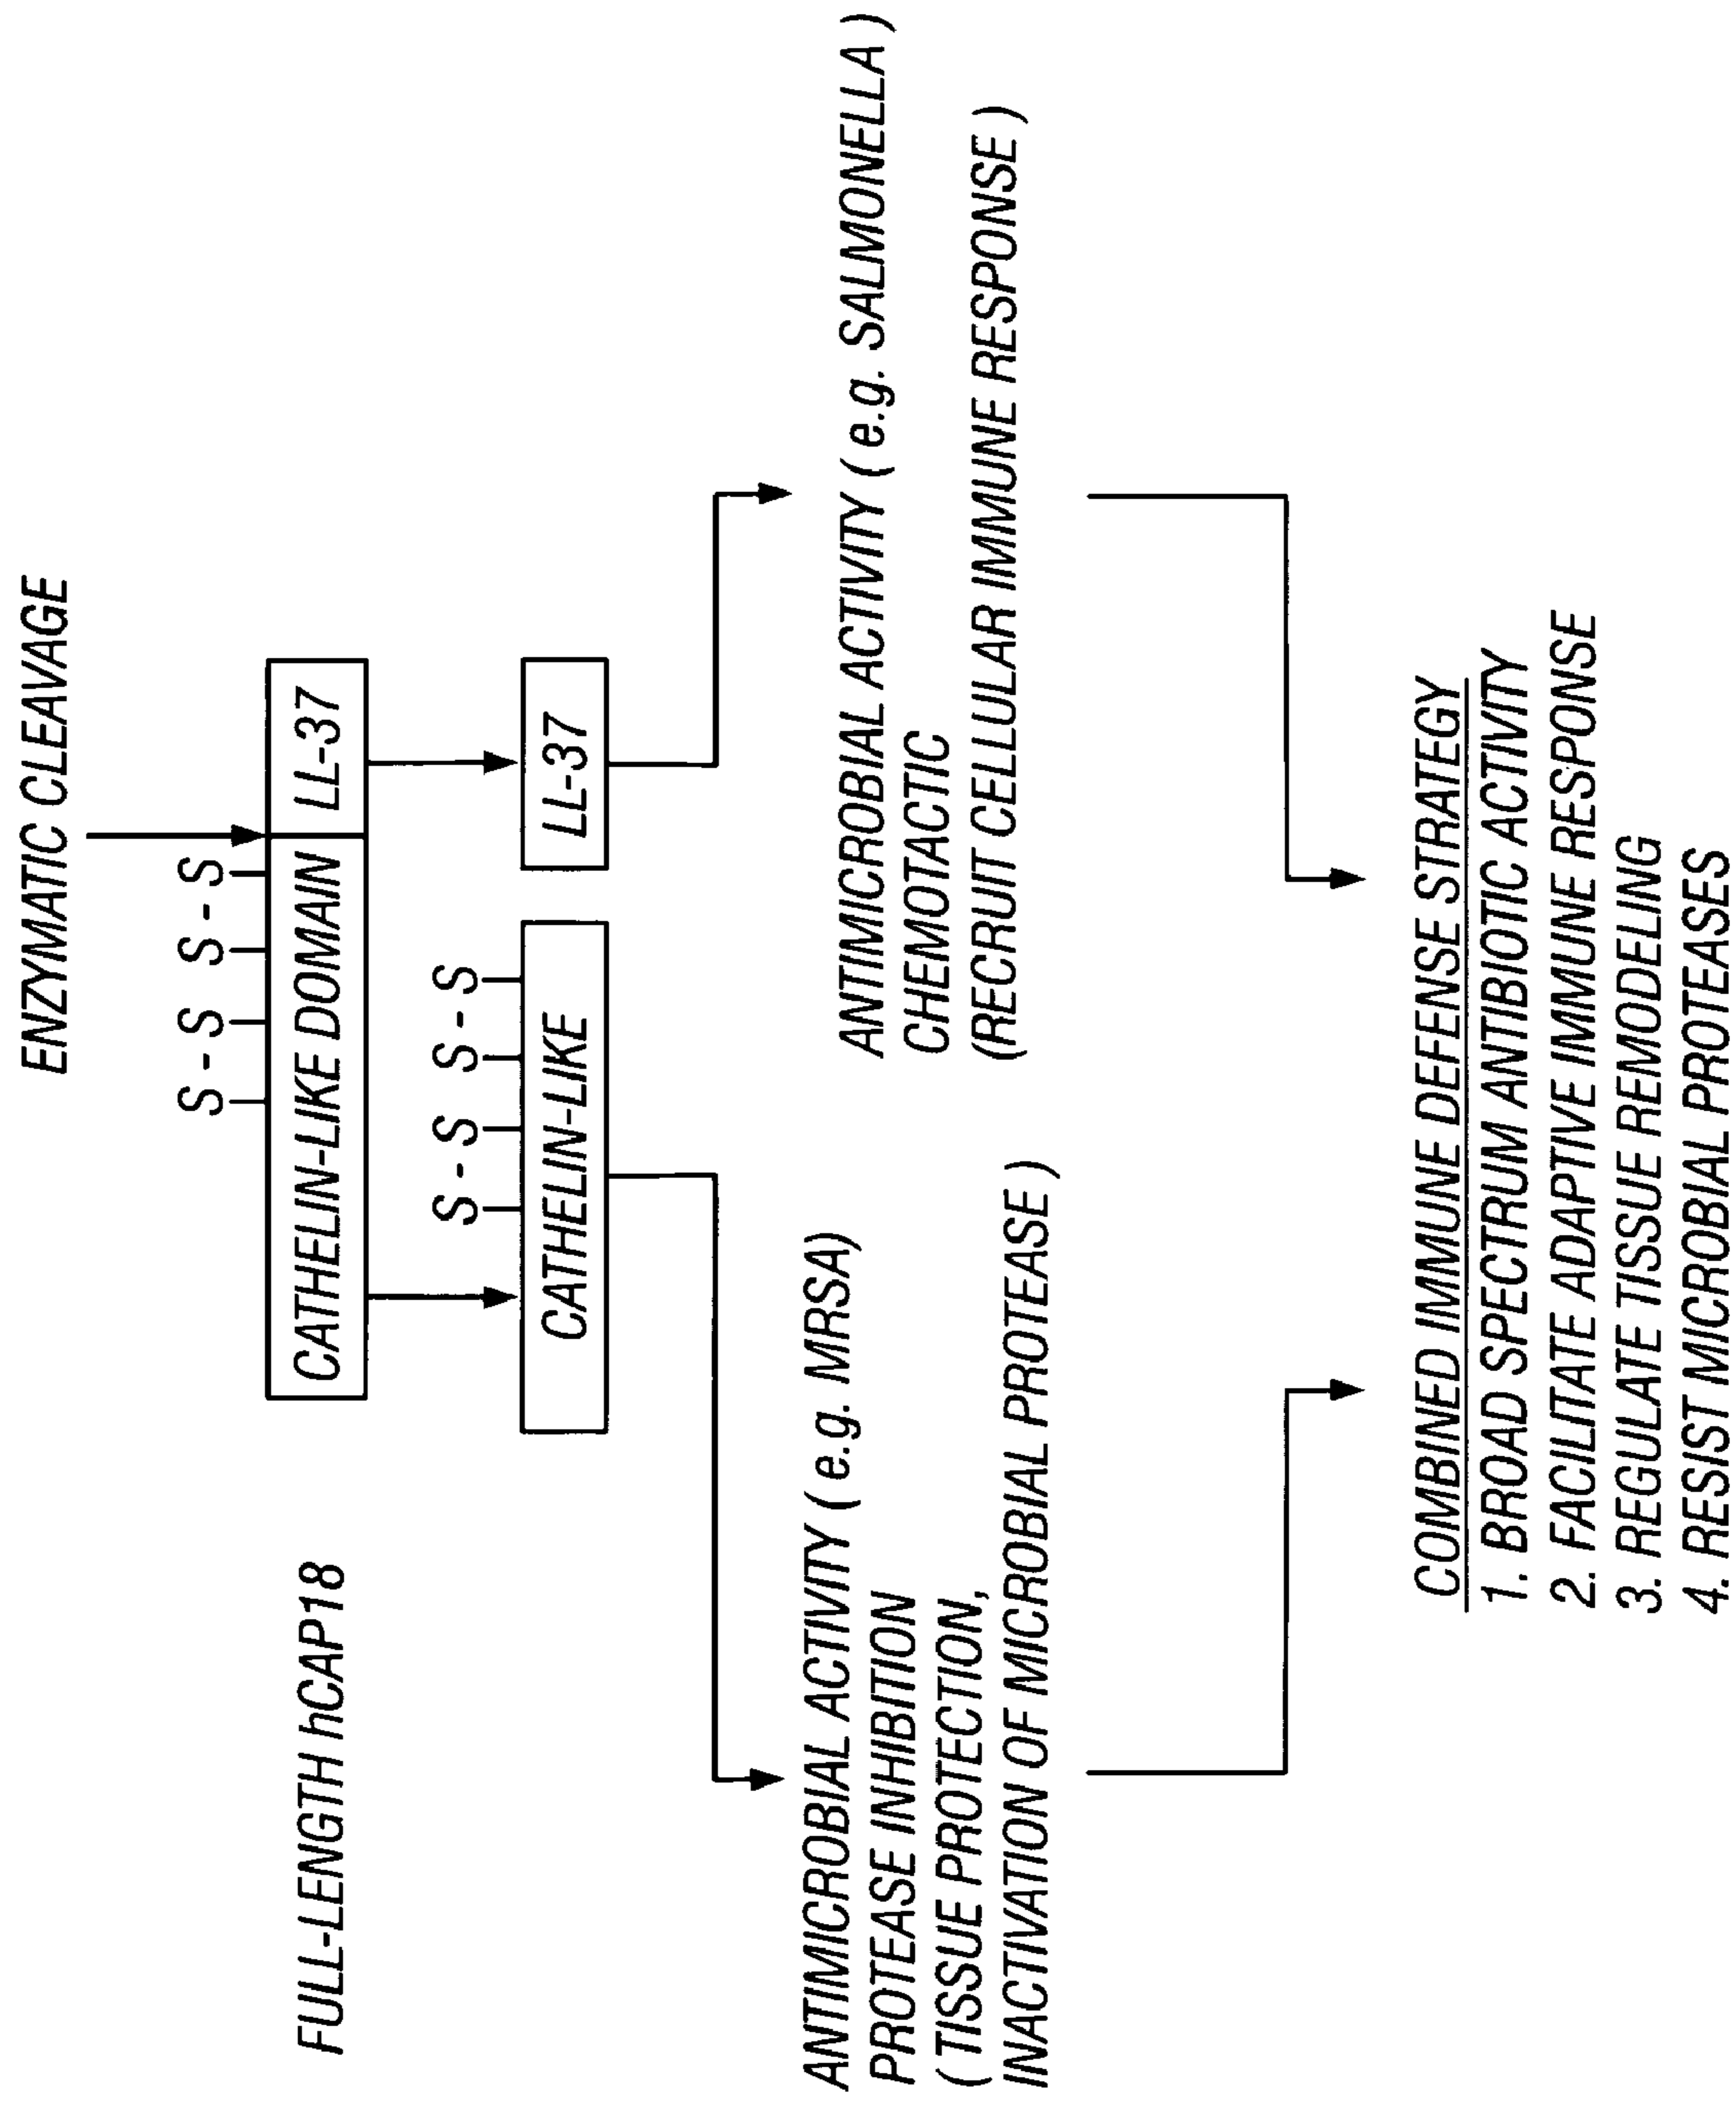 ENZYMATIC CLEAVAGE
S - S S - S
FULL-LENGTH hCAP18
CATHELIN-LIKE DOMAIN
LL-37
S - S S - S
CATHELIN-LIKE
LL-37
ANTIMICROBIAL ACTIVITY ( e.g. MRSA)
PROTEASE INHIBITION
( TISSUE PROTECTION,
INACTIVATION OF MICROBIAL PROTEASE )
ANTIMICROBIAL ACTIVITY ( e.g. SALMONELLA )
CHEMOTACTIC
(RECRUIT CELLULAR IMMUNE RESPONSE )
COMBINED IMMUNE DEFENSE STRATEGY
1. BROAD SPECTRUM ANTIBIOTIC ACTIVITY
2. FACILITATE ADAPTIVE IMMUNE RESPONSE
3. REGULATE TISSUE REMODELING
4. RESIST MICROBIAL PROTEASES